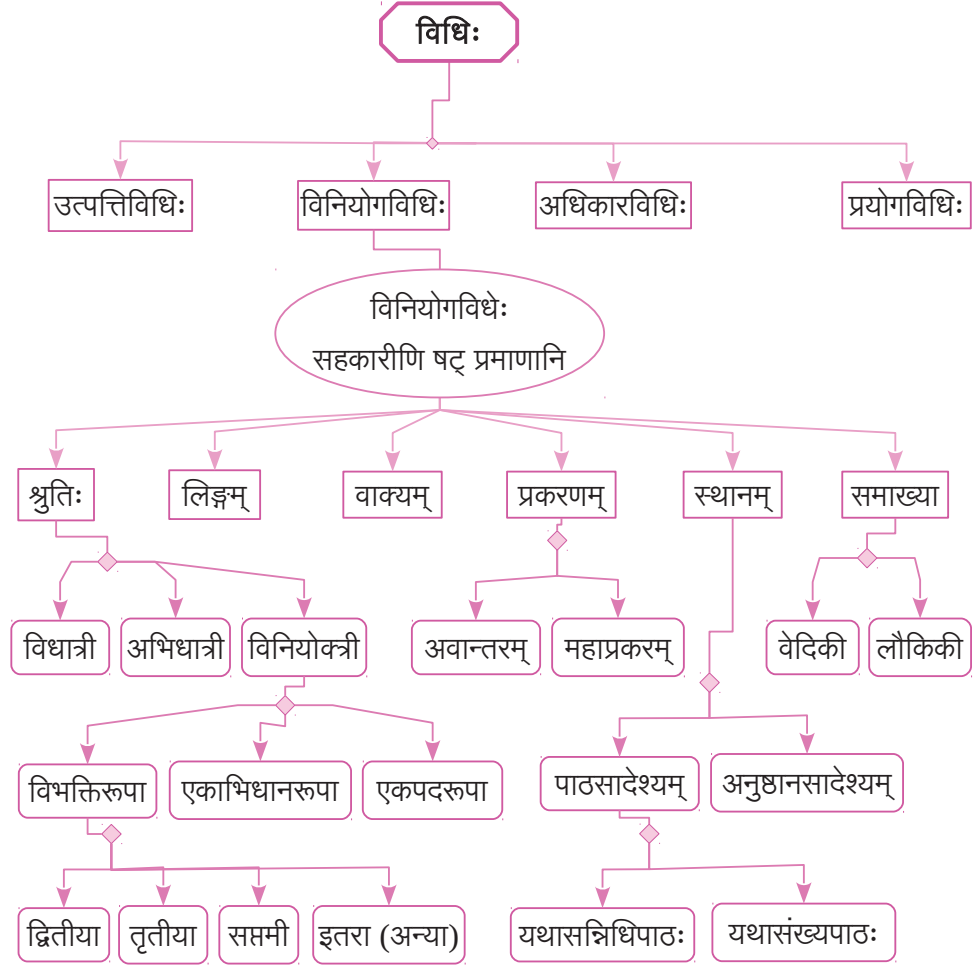 विधिः
उत्पत्तिविधिः
विनियोगविधिः
अधिकारविधिः
प्रयोगविधिः
विनियोगविधेः
सहकारीणि षट् प्रमाणानि
श्रुतिः
लिङ्गम्
वाक्यम्
प्रकरणम्
स्थानम्
समाख्या
विधात्री
अभिधात्री
विनियोक्त्री
अवान्तरम्
महाप्रकरम्
वेदिकी
लौकिकी
विभक्तिरूपा
एकाभिधानरूपा
एकपदरूपा
पाठसादेश्यम्
अनुष्ठानसादेश्यम्
द्वितीया
तृतीया
सप्तमी
इतरा (अन्या)
यथासन्निधिपाठः
यथासंख्यपाठः